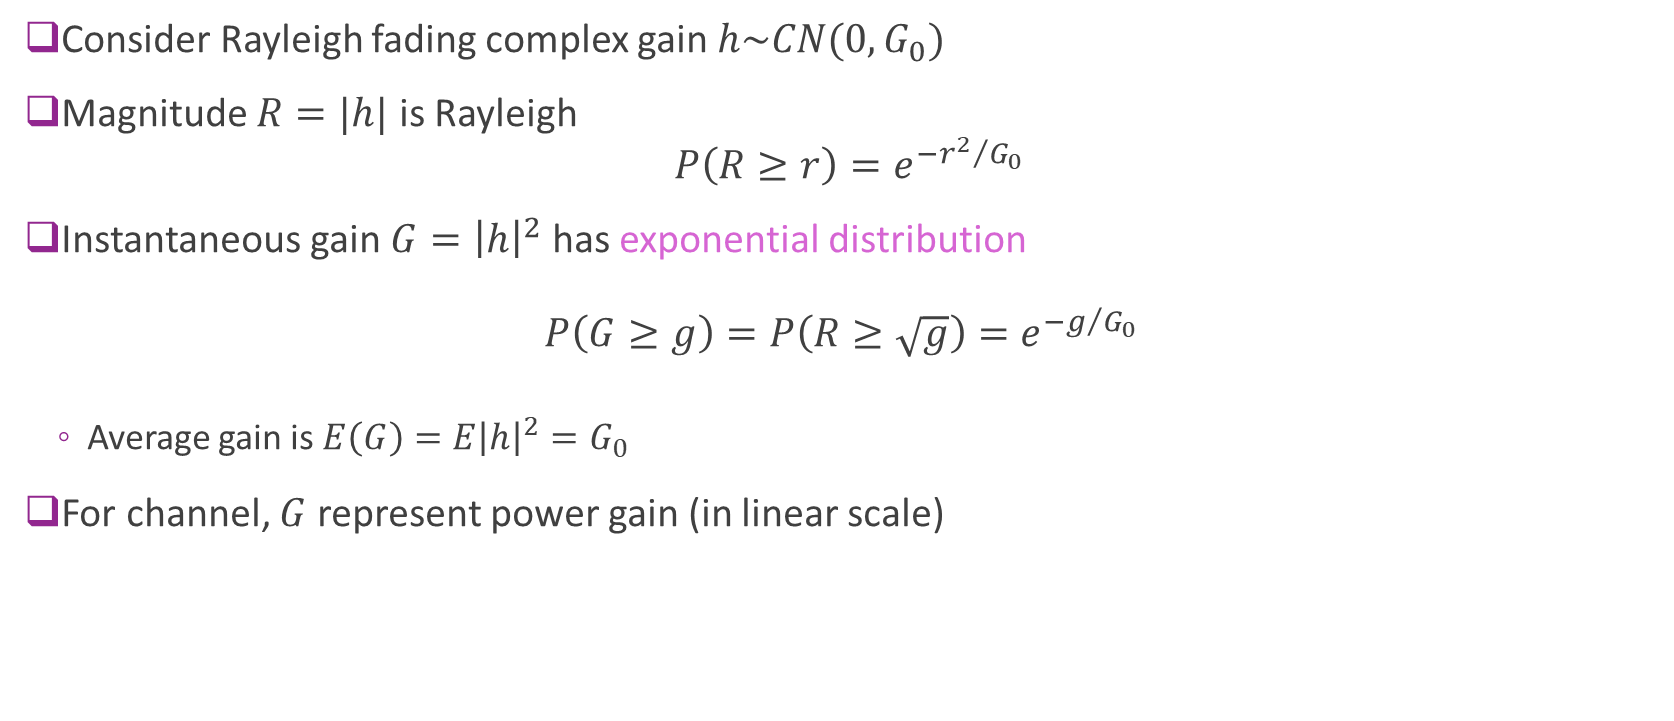 ❑Consider Rayleigh fading complex gain h~CN(0, G₀)
❑Magnitude R = |h| is Rayleigh
P(R ≥ r) = e^{−r²/G₀}
❑Instantaneous gain G = |h|² has exponential distribution
P(G ≥ g) = P(R ≥ √g) = e^{−g/G₀}
◦ Average gain is E(G) = E|h|² = G₀
❑For channel, G represent power gain (in linear scale)